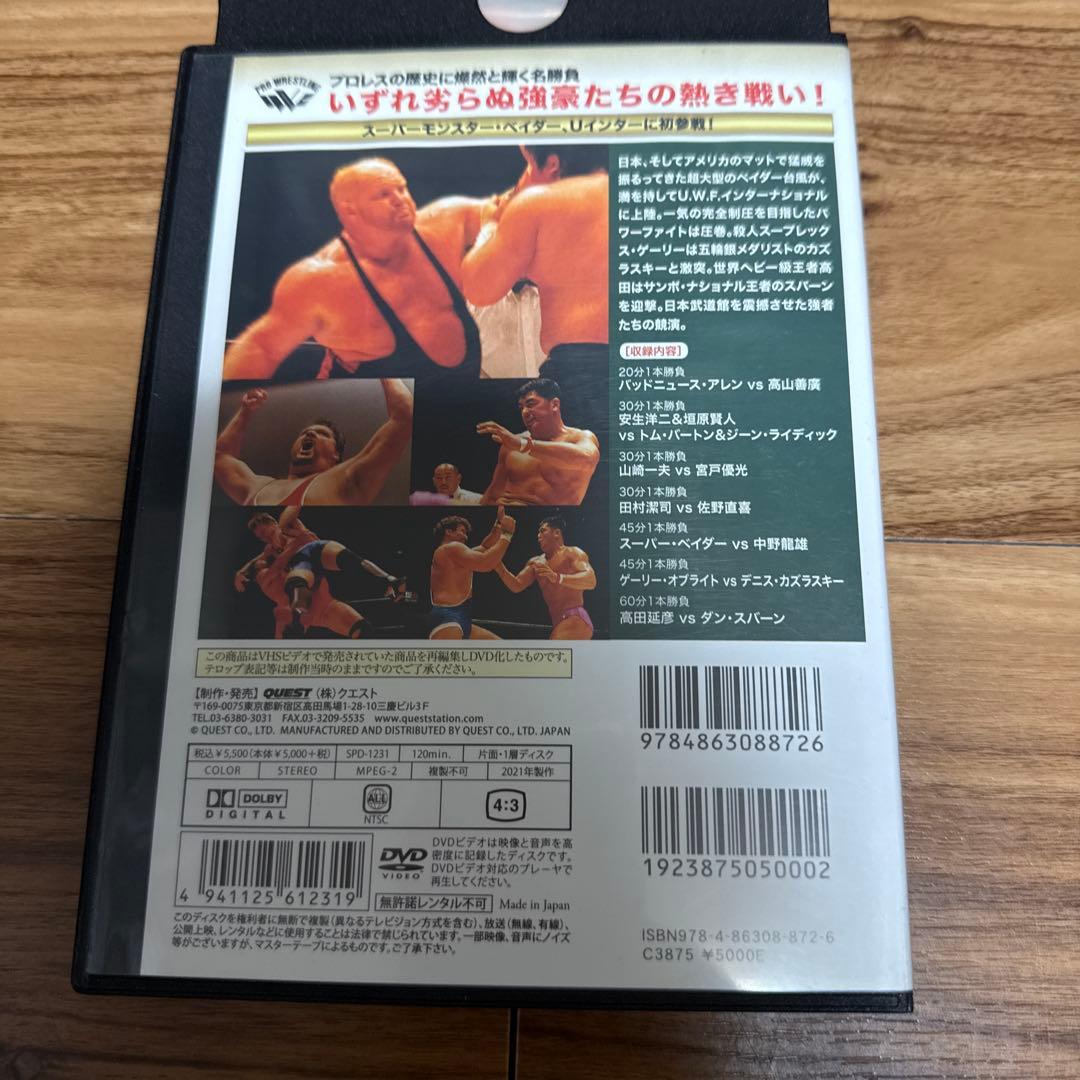 PRO WRESTLING
プロレスの歴史に燦然と輝く名勝負
いずれ劣らぬ強豪たちの熱き戦い!
スーパーモンスター・ベイダー、Uインターに初参戦!
日本、そしてアメリカのマットで猛威を
振るってきた超大型のベイダー台風が、
満を持してU.W.F.インターナショナル
に上陸。一気の完全制圧を目指したパ
ワーファイトは圧巻。殺人スープレック
ス・ゲーリーは五輪銀メダリストのカズ
ラスキーと激突。世界ヘビー級王者高
田はサンボ・ナショナル王者のスバーン
を迎撃。日本武道館を震撼させた強者
たちの競演。
[収録内容]
20分1本勝負
バッドニュース・アレン vs 高山善廣
30分1本勝負
安生洋二&垣原賢人
vs トム・バートン&ジーン・ライディック
30分1本勝負
山崎一夫 vs 宮戸優光
30分1本勝負
田村潔司 vs 佐野直喜
45分1本勝負
スーパー・ベイダー vs 中野龍雄
45分1本勝負
ゲーリー・オブライト vs デニス・カズラスキー
60分1本勝負
高田延彦 vs ダン・スバーン
この商品はVHSビデオで発売されていた商品を再編集しDVD化したものです。
テロップ表記等は制作当時のままですのでご了承ください。
【制作・発売】QUEST (株)クエスト
〒169-0075東京都新宿区高田馬場1-28-10三慶ビル3F
TEL.03-6380-3031 FAX.03-3209-5535 www.queststation.com
© QUEST CO., LTD. MANUFACTURED AND DISTRIBUTED BY QUEST CO., LTD. JAPAN
税込¥5,500(本体¥5,000+税) SPD-1231 120min. 片面・1層ディスク
COLOR STEREO MPEG-2 複製不可 2021年製作
DOLBY
DIGITAL
ALL
NTSC
4:3
4 941125 612319
DVD
VIDEO
DVDビデオは映像と音声を高
密度に記録したディスクです。
DVDビデオ対応のプレーヤで
再生してください。
無許諾レンタル不可 Made in Japan
このディスクを権利者に無断で複製(異なるテレビジョン方式を含む)、放送(無線、有線)、
公開上映、レンタルなどに使用することは法律で禁じられています。一部映像、音声にノイズ
等がございますが、マスターテープによるものです。ご了承下さい。
9784863088726
1923875050002
ISBN978-4-86308-872-6
C3875 ¥5000E